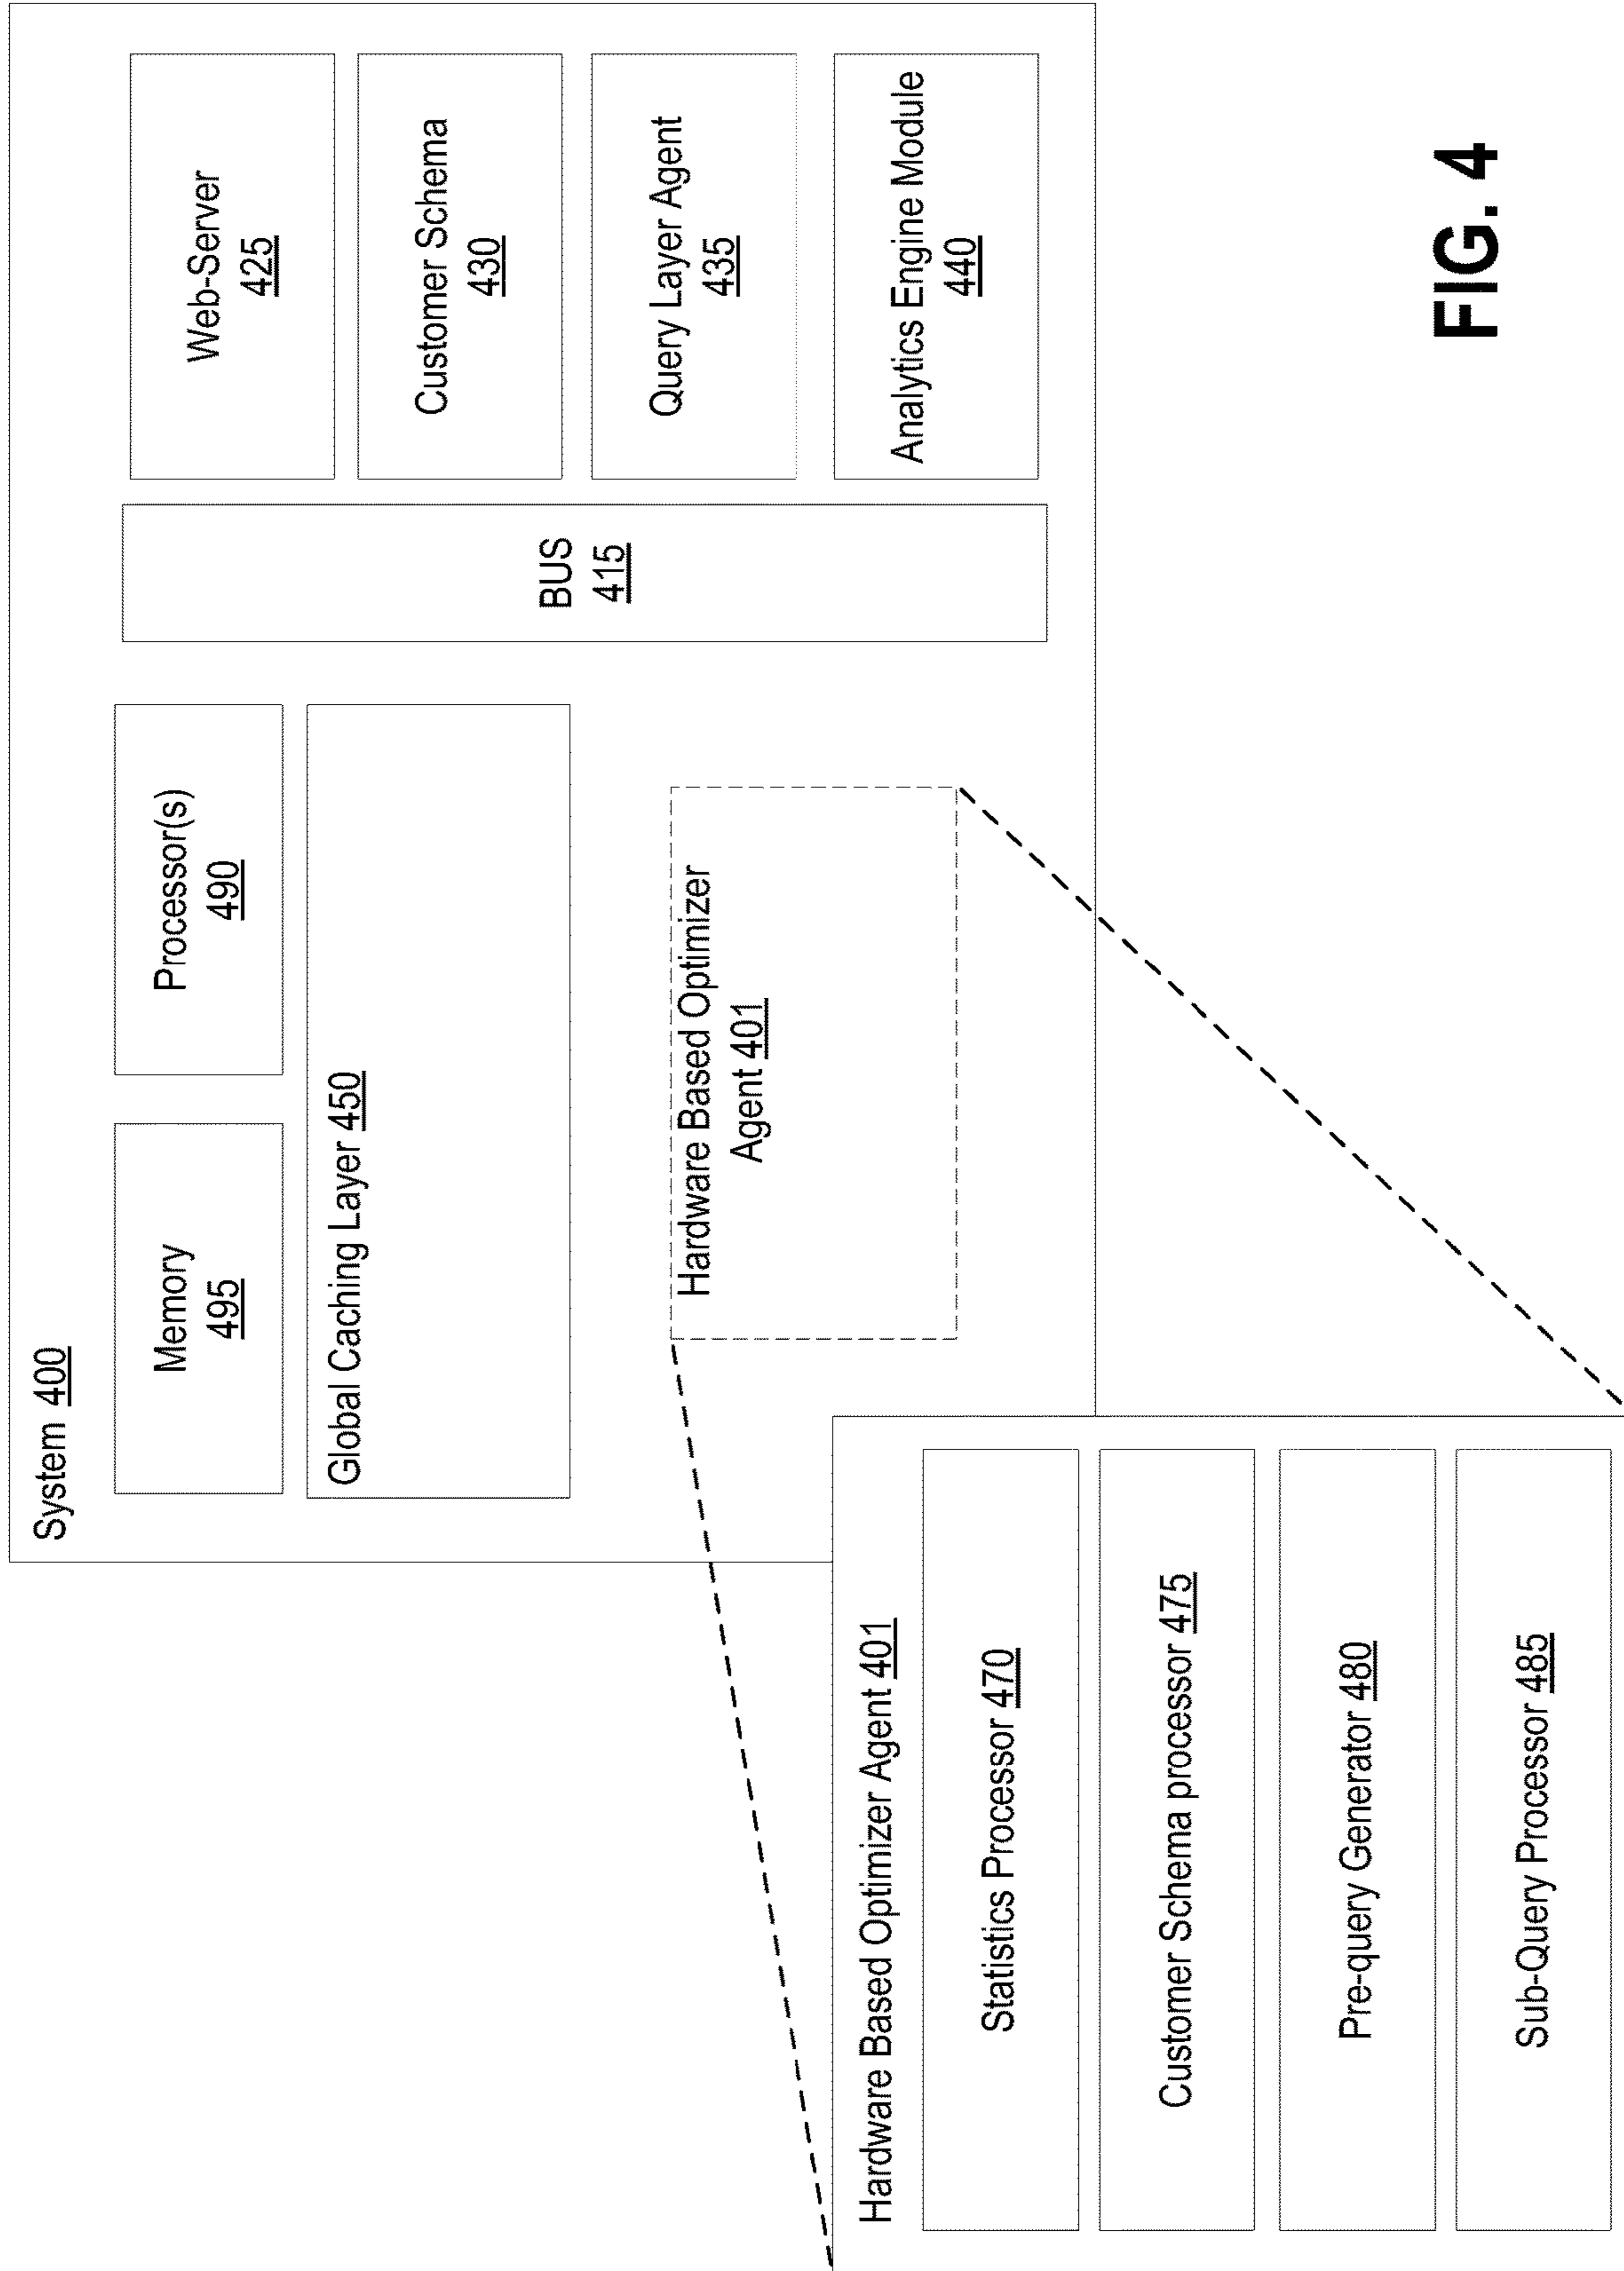 System 400
Memory
495
Processor(s)
490
Global Caching Layer 450
Hardware Based Optimizer
Agent 401
BUS
415
Web-Server
425
Customer Schema
430
Query Layer Agent
435
Analytics Engine Module
440
Hardware Based Optimizer Agent 401
Statistics Processor 470
Customer Schema processor 475
Pre-query Generator 480
Sub-Query Processor 485
FIG. 4